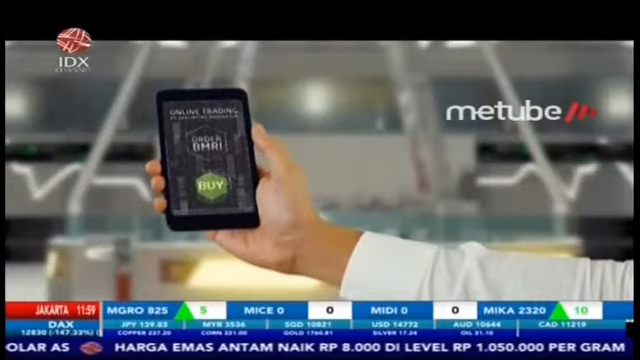 IDX
CHANNEL
metube
ONLINE TRADING
ORDER
BMRI
BUY
JAKARTA 11:59 MGRO 825 5 MICE 0 0 MIDI 0 0 MIKA 2320 10
DAX JPY 139.83 MYR 3536 SGD 10821 USD 14772 AUD 10644 CAD 11219
12830 (-147.33%) COPPER 237.20 CORN 321.00 GOLD 1760.81 SILVER 17.24 OIL 31.10
OLAR AS HARGA EMAS ANTAM NAIK RP 8.000 DI LEVEL RP 1.050.000 PER GRAM